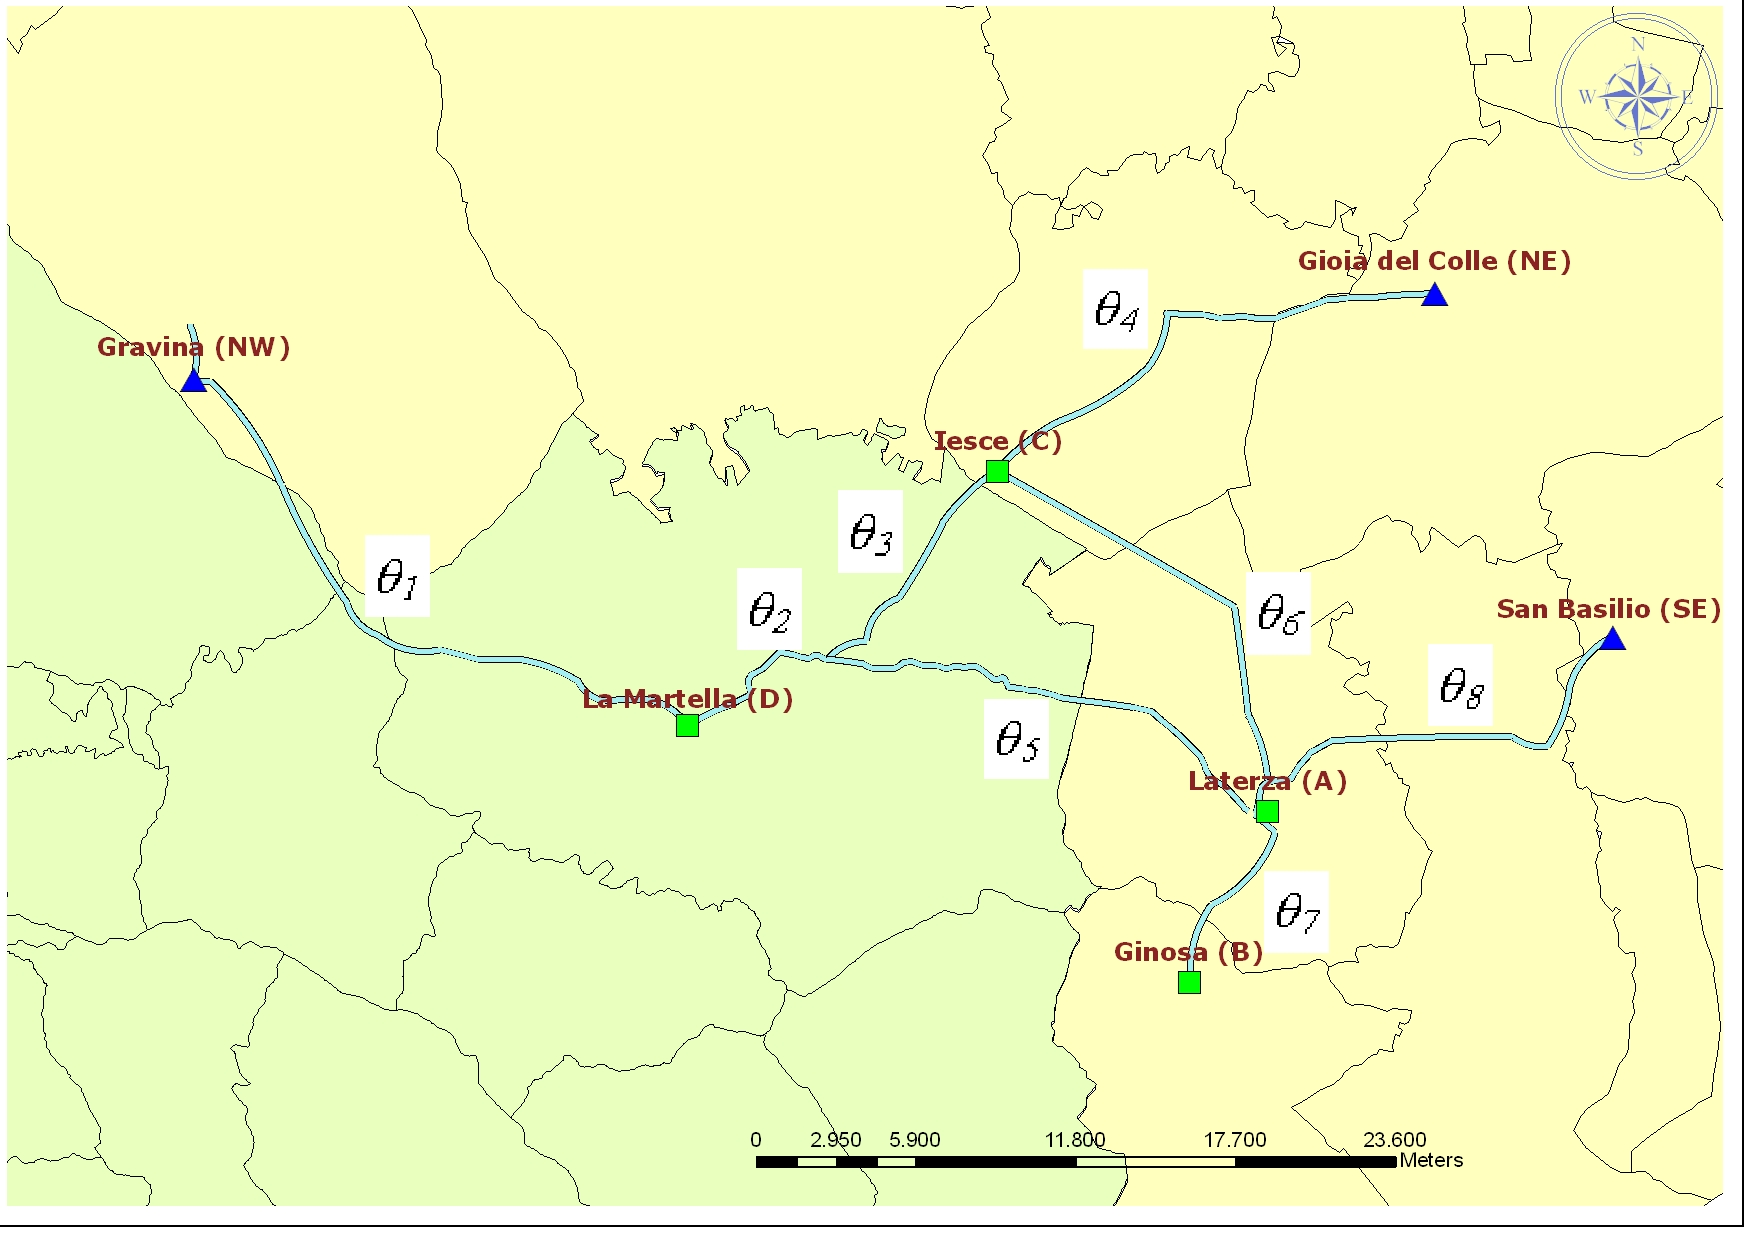 N
W E
S
Gioia del Colle (NE)
θ4
Gravina (NW)
Iesce (C)
θ3
θ1
θ2
θ6
San Basilio (SE)
θ8
La Martella (D)
θ5
Laterza (A)
θ7
Ginosa (B)
0 2.950 5.900 11.800 17.700 23.600
Meters